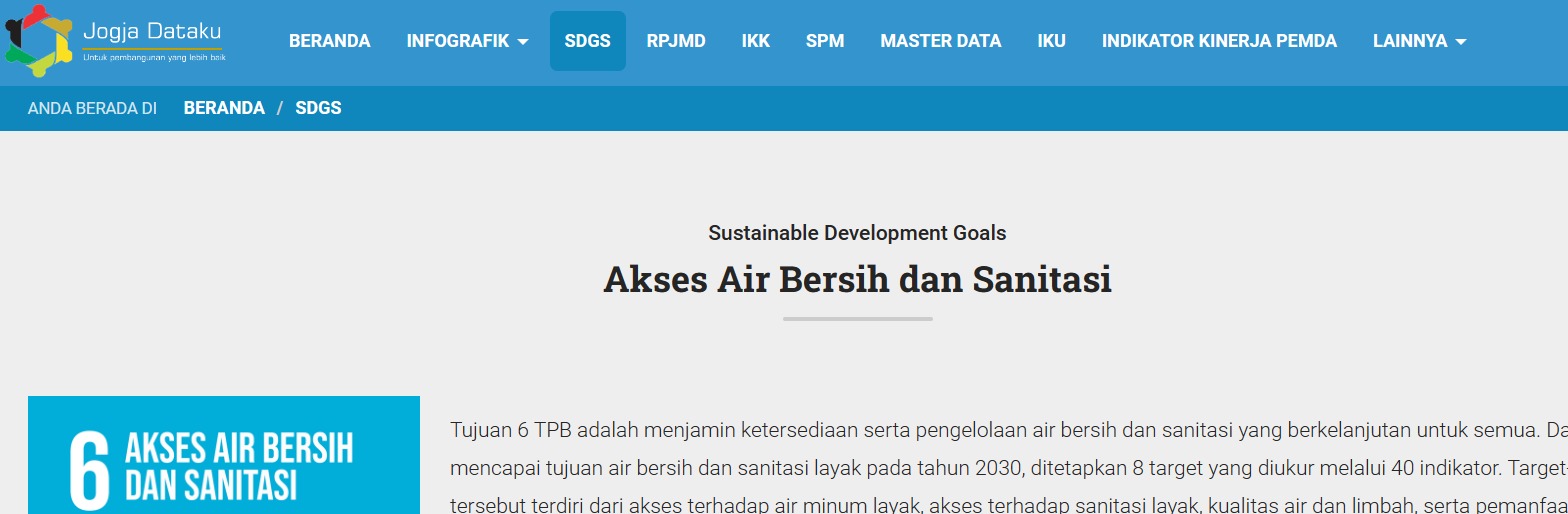 Jogja Dataku
Untuk pembangunan yang lebih baik
BERANDA INFOGRAFIK SDGS RPJMD IKK SPM MASTER DATA IKU INDIKATOR KINERJA PEMDA LAINNYA
ANDA BERADA DI BERANDA / SDGS
Sustainable Development Goals
Akses Air Bersih dan Sanitasi
6 AKSES AIR BERSIH
DAN SANITASI
Tujuan 6 TPB adalah menjamin ketersediaan serta pengelolaan air bersih dan sanitasi yang berkelanjutan untuk semua. Da
mencapai tujuan air bersih dan sanitasi layak pada tahun 2030, ditetapkan 8 target yang diukur melalui 40 indikator. Target-
tersebut terdiri dari akses terhadap air minum layak, akses terhadap sanitasi layak, kualitas air dan limbah, serta pemanfaa